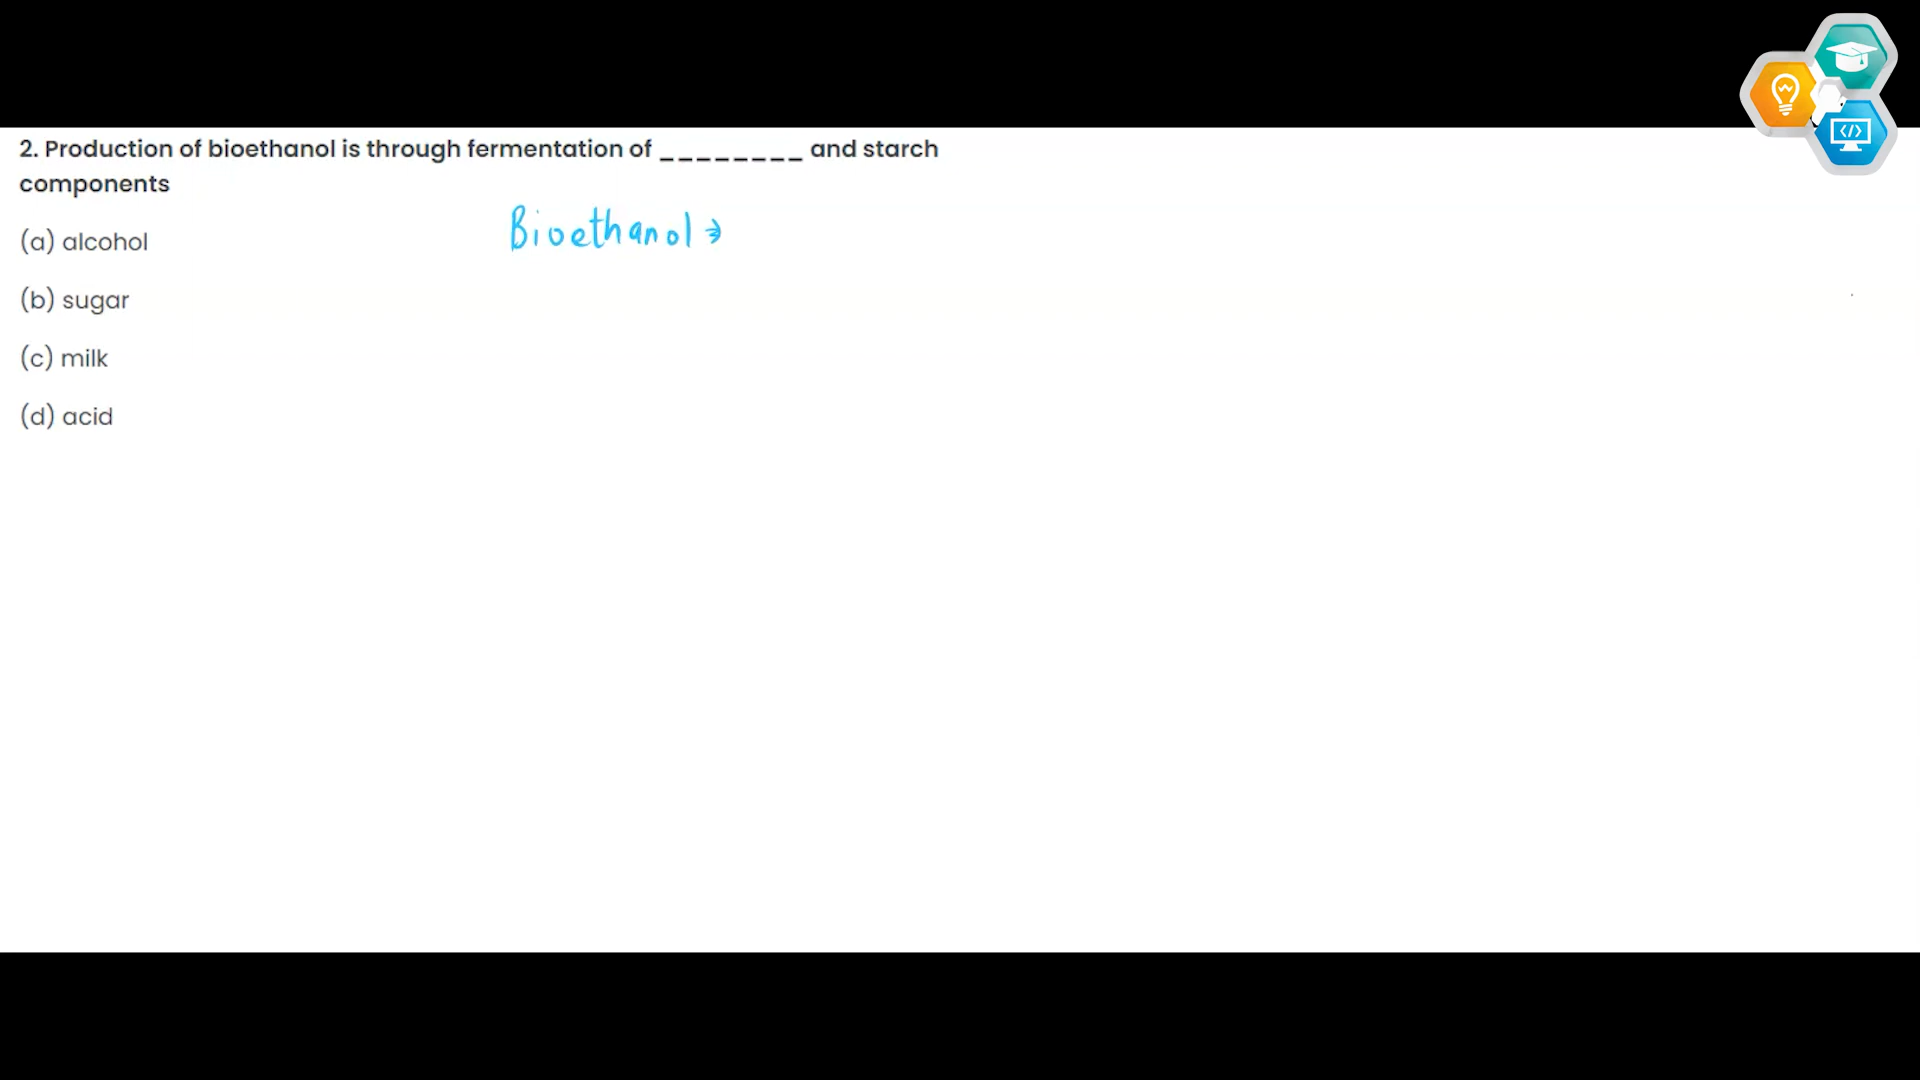 2. Production of bioethanol is through fermentation of ________ and starch
components
Bioethanol →
(a) alcohol
(b) sugar
(c) milk
(d) acid